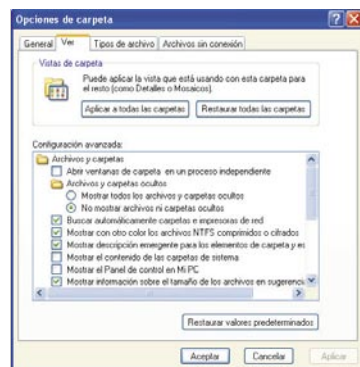 Opciones de carpeta
General Ver Tipos de archivo Archivos sin conexión
Vistas de carpeta
Puede aplicar la vista que está usando con esta carpeta para
el resto (como Detalles o Mosaicos).
Aplicar a todas las carpetas Restaurar todas las carpetas
Configuración avanzada:
Archivos y carpetas
Abrir ventanas de carpeta en un proceso independiente
Archivos y carpetas ocultos
Mostrar todos los archivos y carpetas ocultos
No mostrar archivos ni carpetas ocultos
Buscar automáticamente carpetas e impresoras de red
Mostrar con otro color los archivos NTFS comprimidos o cifrados
Mostrar descripción emergente para los elementos de carpeta y es
Mostrar el contenido de las carpetas de sistema
Mostrar el Panel de control en Mi PC
Mostrar información sobre el tamaño de los archivos en sugerenci
Restaurar valores predeterminados
Aceptar Cancelar Aplicar